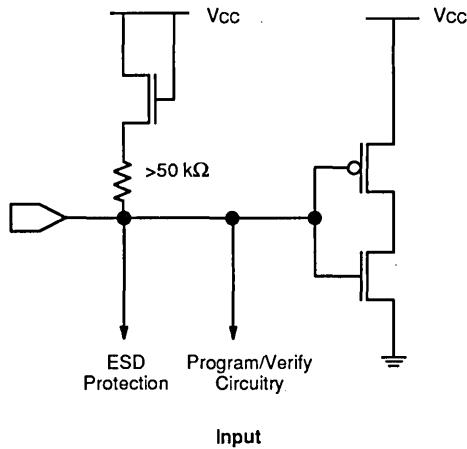 VCC
VCC
>50 kΩ
ESD
Protection
Program/Verify
Circuitry
Input